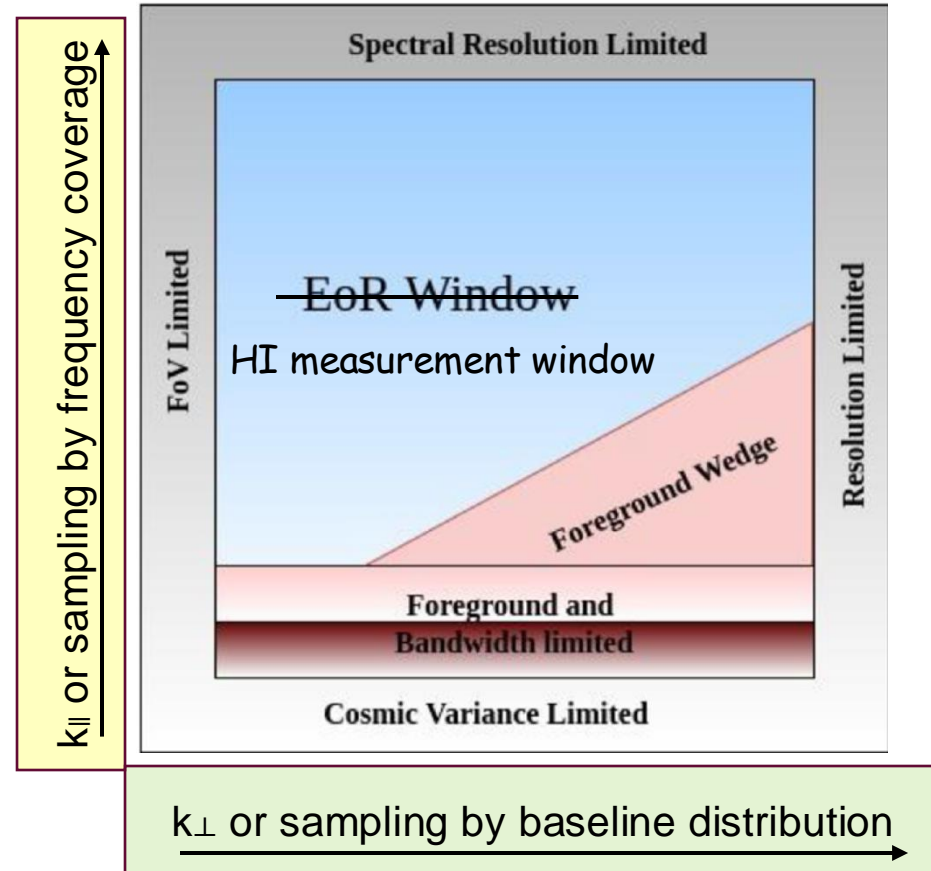 k∥ or sampling by frequency coverage
Spectral Resolution Limited
FoV Limited
EoR Window
HI measurement window
Foreground Wedge
Resolution Limited
Foreground and
Bandwidth limited
Cosmic Variance Limited
k⊥ or sampling by baseline distribution